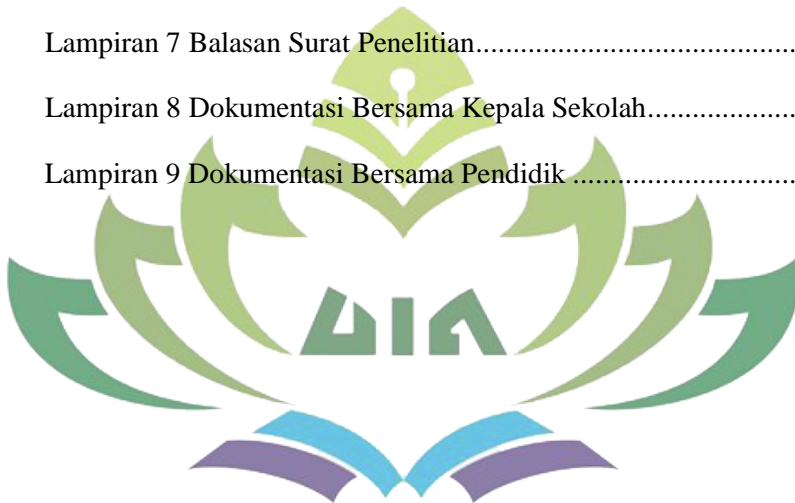 Lampiran 7 Balasan Surat Penelitian.......................................
Lampiran 8 Dokumentasi Bersama Kepala Sekolah...................
Lampiran 9 Dokumentasi Bersama Pendidik .............................
UIN